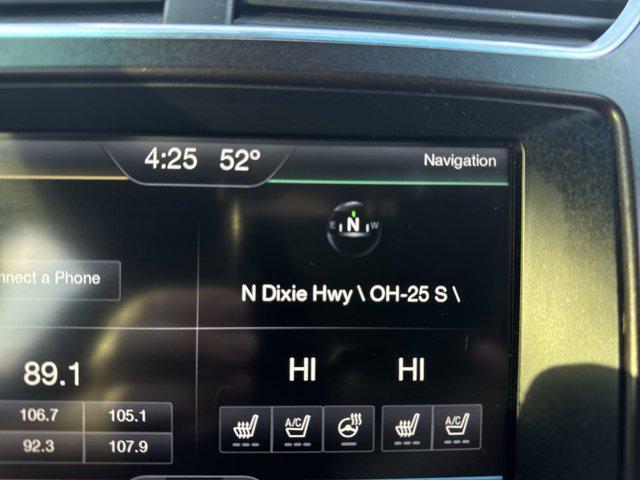 4:25 52° Navigation
E N W
nnect a Phone
N Dixie Hwy \ OH-25 S \
89.1
HI HI
106.7 105.1
A/C A/C
92.3 107.9